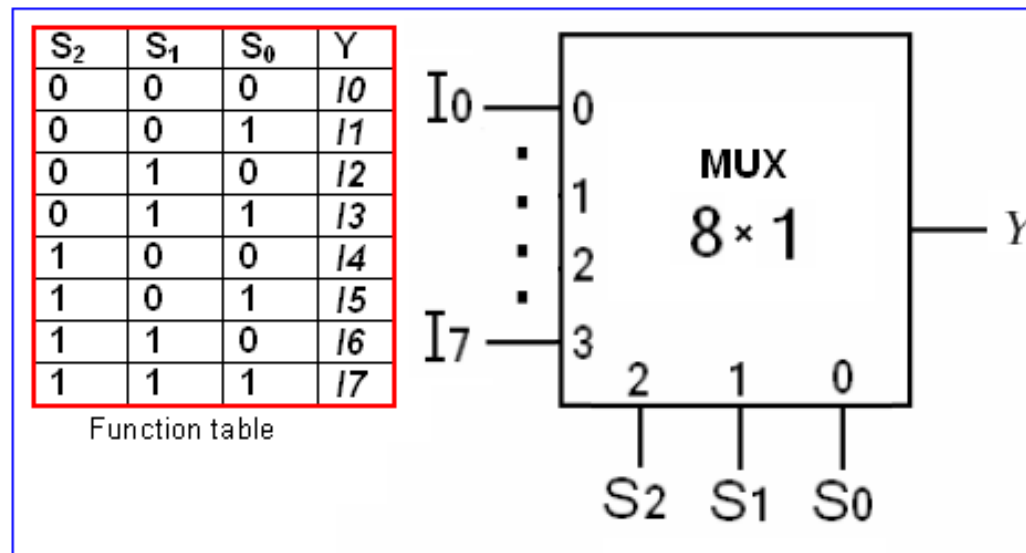 S₂ S₁ S₀ Y
0 0 0 I0
0 0 1 I1
0 1 0 I2
0 1 1 I3
1 0 0 I4
1 0 1 I5
1 1 0 I6
1 1 1 I7
Function table
I0 0
MUX
1
8 × 1
Y
2
I7 3
2 1 0
S2 S1 S0